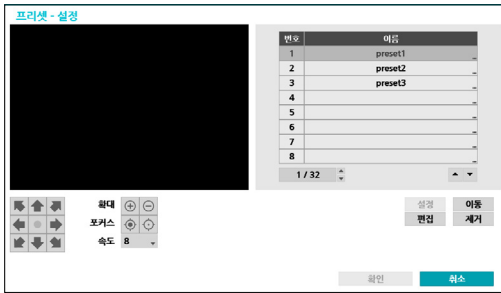 프리셋 - 설정
번호 이름
1 preset1
2 preset2
3 preset3
4
5
6
7
8
1 / 32
확대
포커스
속도 8
설정 이동
편집 제거
확인 취소